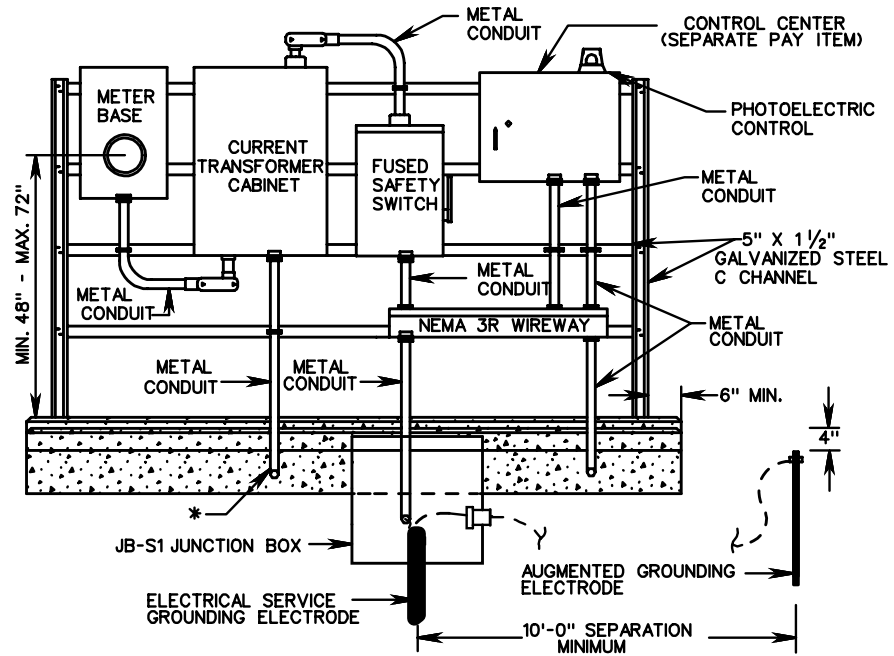 METAL
CONDUIT
CONTROL CENTER
(SEPARATE PAY ITEM)
METER
BASE
PHOTOELECTRIC
CONTROL
CURRENT
TRANSFORMER
CABINET
FUSED
SAFETY
SWITCH
METAL
CONDUIT
MIN. 48" - MAX. 72"
5" X 1 1/2"
GALVANIZED STEEL
C CHANNEL
METAL
CONDUIT
METAL
CONDUIT
NEMA 3R WIREWAY
METAL
CONDUIT
METAL
CONDUIT
METAL
CONDUIT
6" MIN.
4"
*
JB-S1 JUNCTION BOX
AUGMENTED GROUNDING
ELECTRODE
ELECTRICAL SERVICE
GROUNDING ELECTRODE
10'-0" SEPARATION
MINIMUM